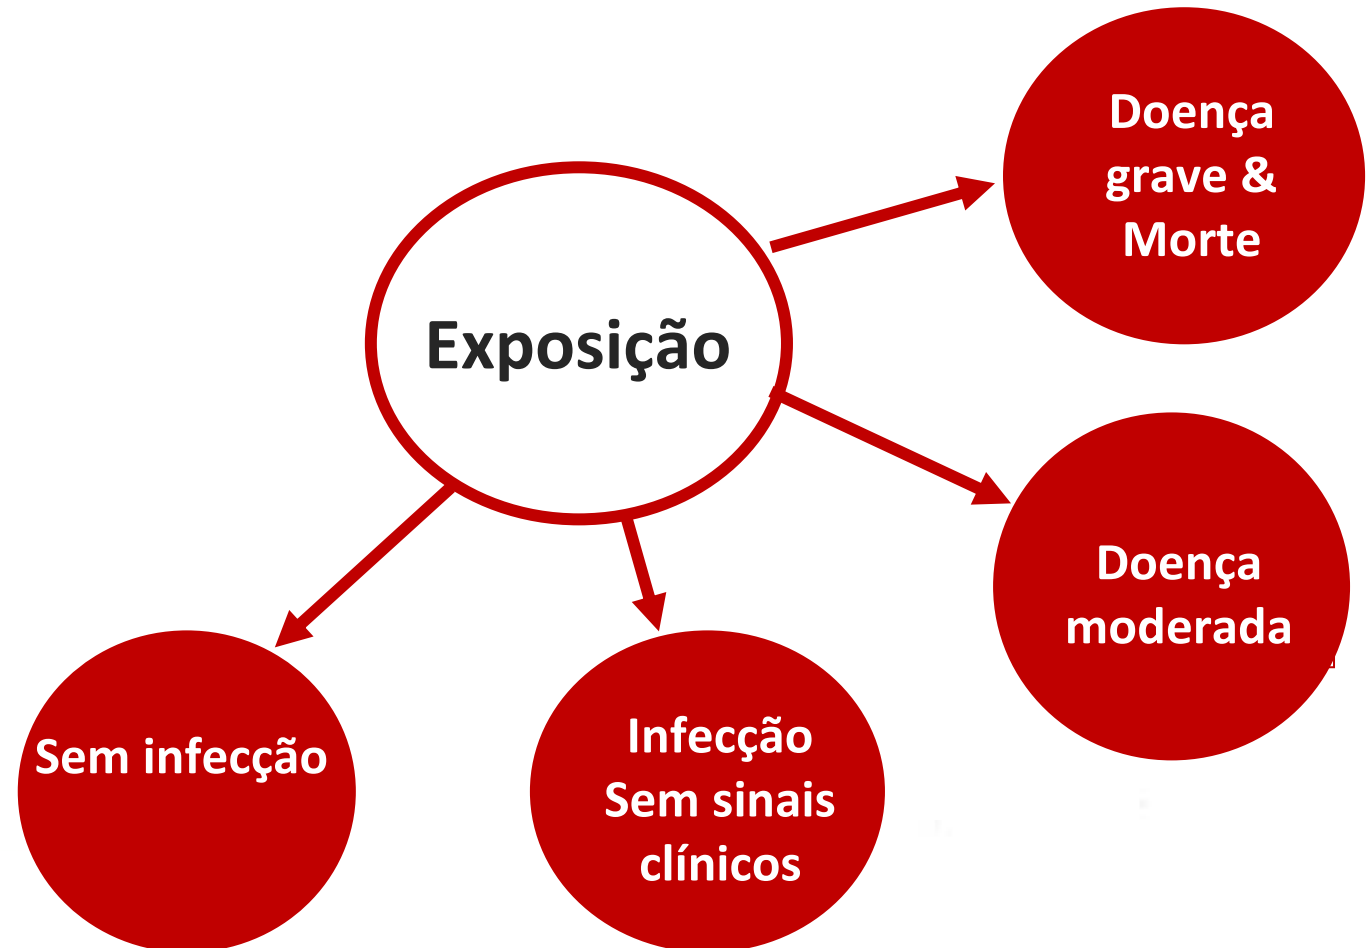 Doença
grave &
Morte
Exposição
Doença
moderada
Sem infecção
Infecção
Sem sinais
clínicos